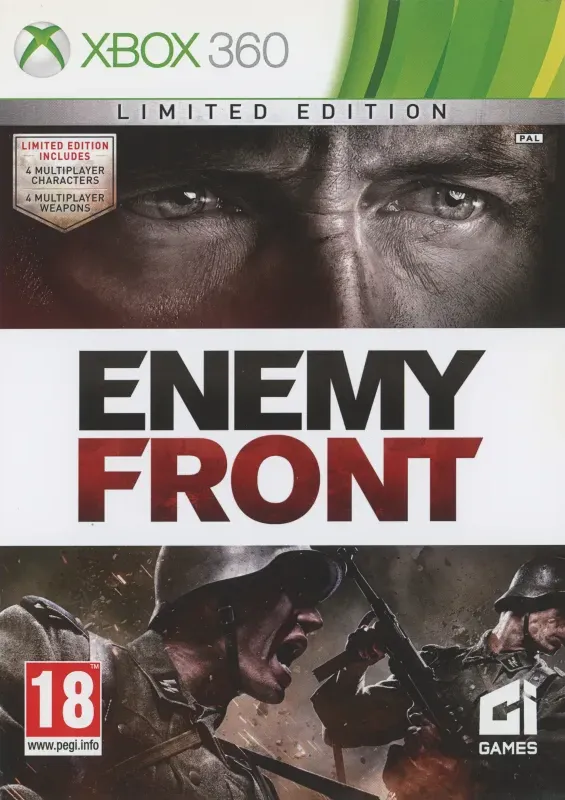 XBOX 360
LIMITED EDITION
PAL
LIMITED EDITION
INCLUDES
4 MULTIPLAYER
CHARACTERS
4 MULTIPLAYER
WEAPONS
ENEMY
FRONT
18™
www.pegi.info
CI
GAMES